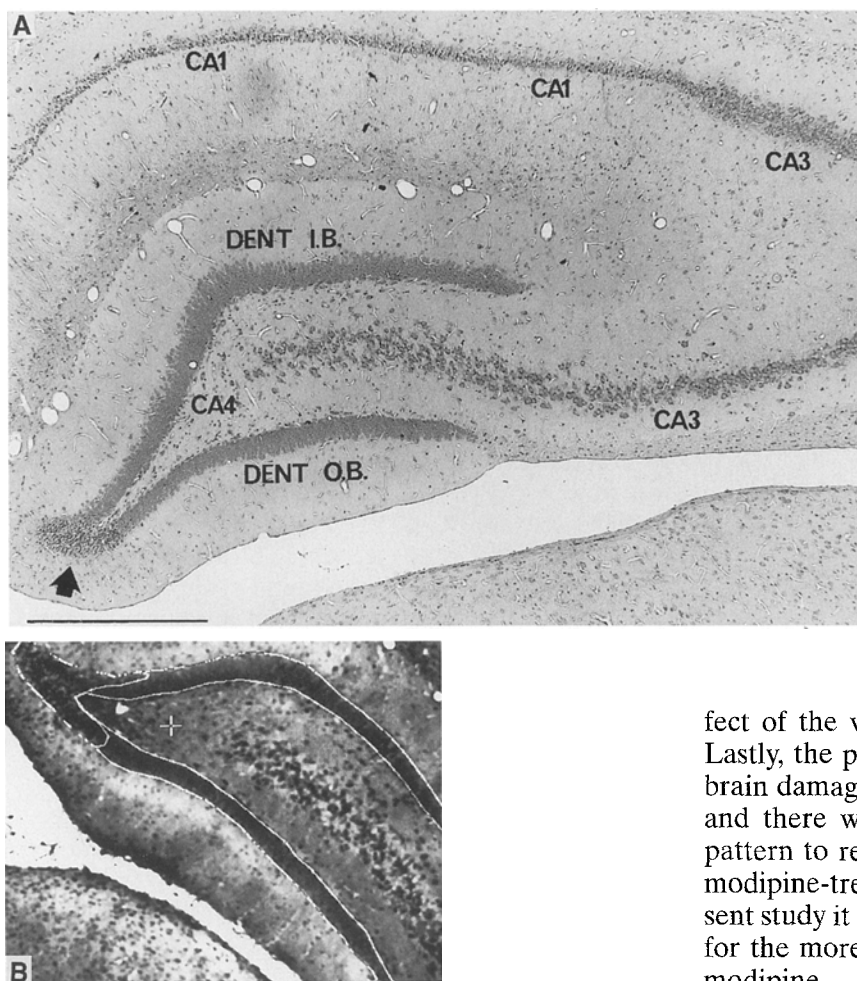 A
CA1
CA1
CA3
DENT I.B.
CA4
CA3
DENT O.B.
B
fect of the
Lastly, the
brain damag
and there
pattern to
modipine-tre
sent study it
for the more
modipine